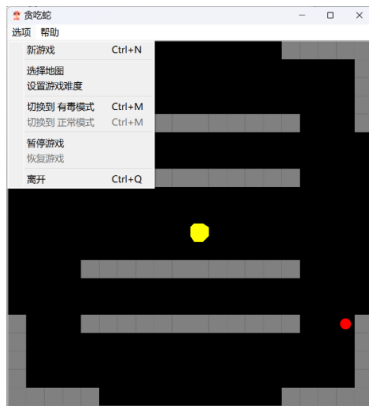 贪吃蛇
选项 帮助
新游戏 Ctrl+N
选择地图
设置游戏难度
切换到 有毒模式 Ctrl+M
切换到 正常模式 Ctrl+M
暂停游戏
恢复游戏
离开 Ctrl+Q